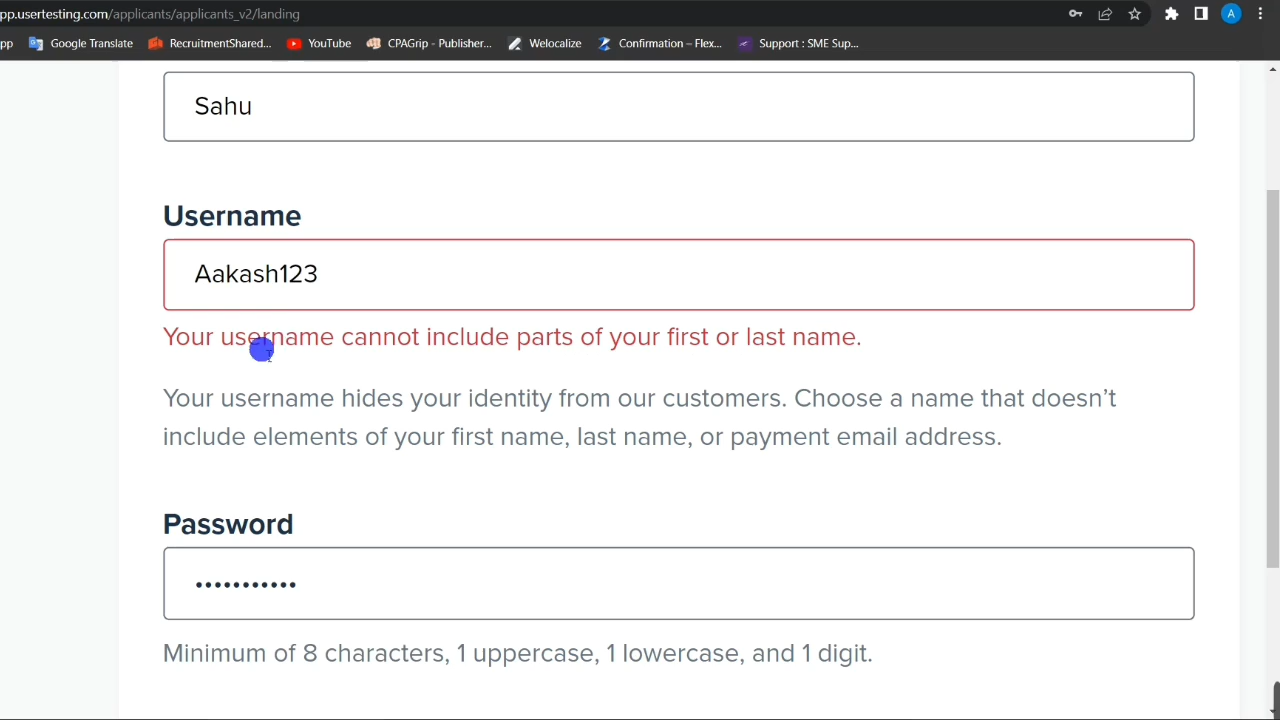 pp.usertesting.com/applicants/applicants_v2/landing
A
pp Google Translate RecruitmentShared... YouTube CPAGrip - Publisher... Welocalize Confirmation – Flex... Support : SME Sup...
Sahu
Username
Aakash123
Your username cannot include parts of your first or last name.
Your username hides your identity from our customers. Choose a name that doesn’t
include elements of your first name, last name, or payment email address.
Password
•••••••••••
Minimum of 8 characters, 1 uppercase, 1 lowercase, and 1 digit.